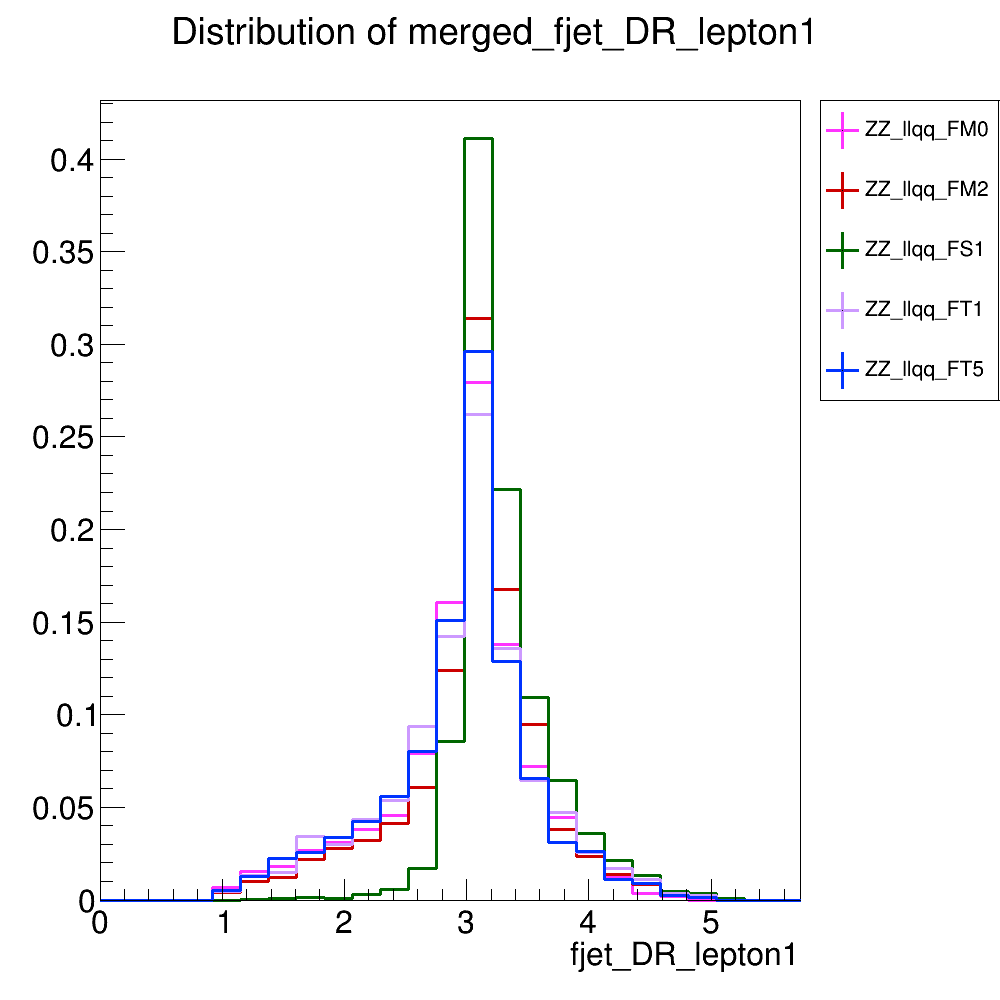 Distribution of merged_fjet_DR_lepton1
ZZ_llqq_FM0
ZZ_llqq_FM2
ZZ_llqq_FS1
ZZ_llqq_FT1
ZZ_llqq_FT5
0.4
0.35
0.3
0.25
0.2
0.15
0.1
0.05
0
0 1 2 3 4 5
fjet_DR_lepton1